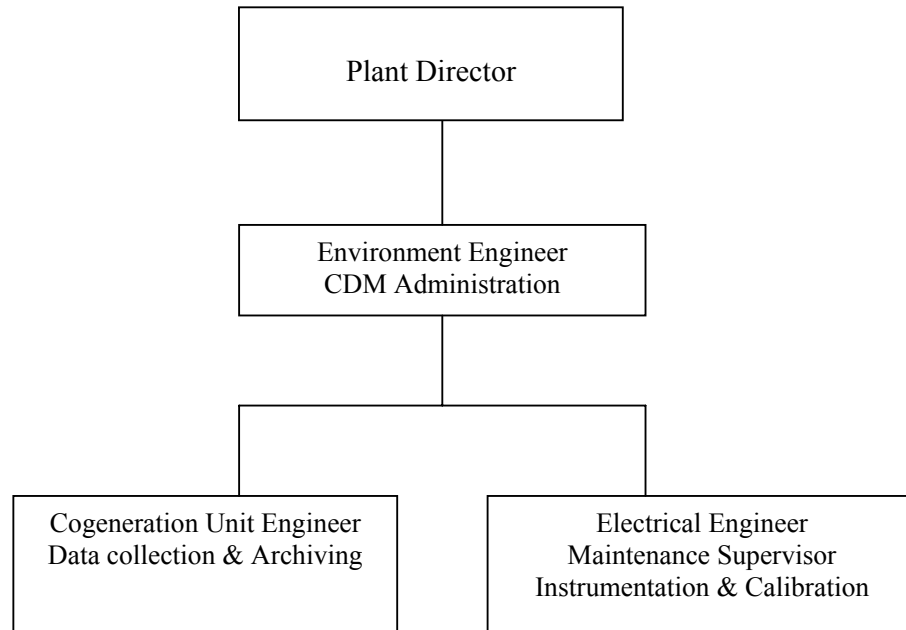 Plant Director
Environment Engineer
CDM Administration
Cogeneration Unit Engineer
Data collection & Archiving
Electrical Engineer
Maintenance Supervisor
Instrumentation & Calibration